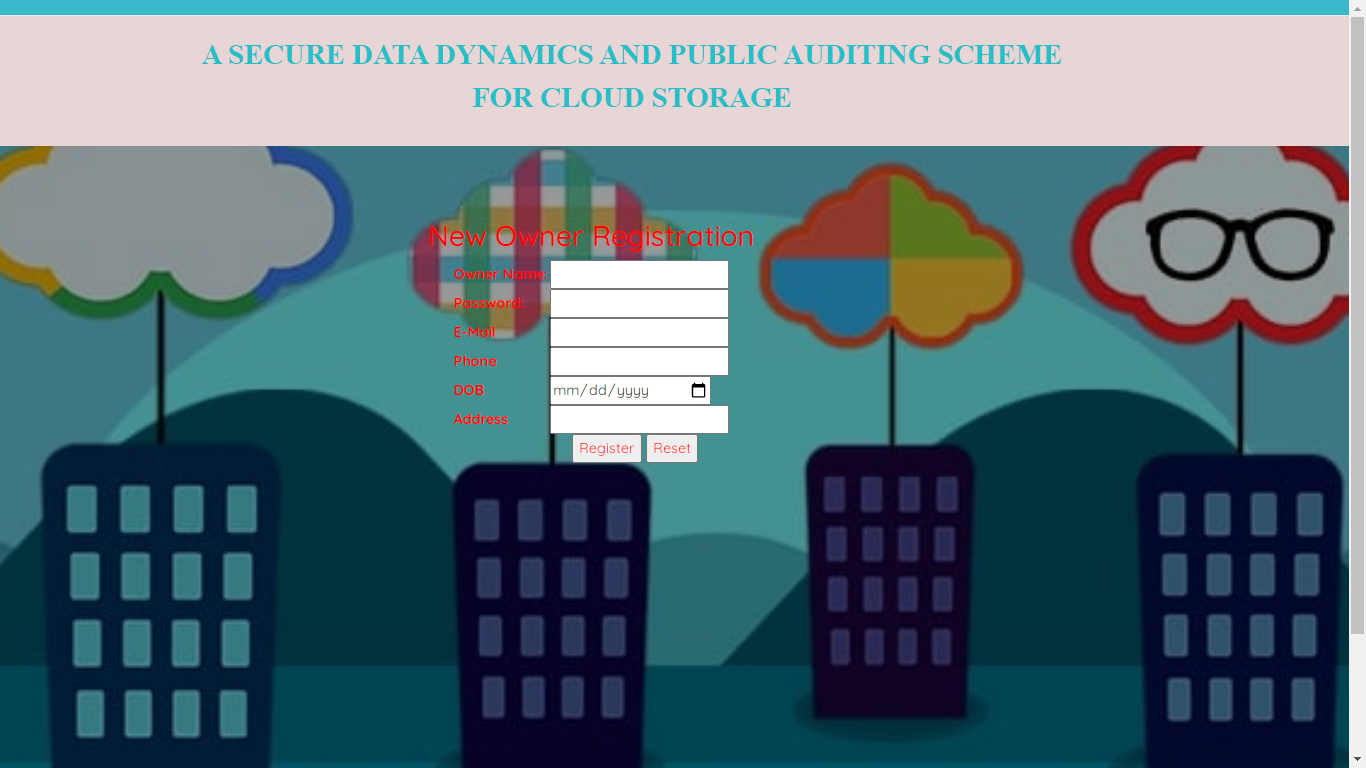 A SECURE DATA DYNAMICS AND PUBLIC AUDITING SCHEME
FOR CLOUD STORAGE
New Owner Registration
Owner Name:
Password:
E-Mail
Phone
DOB mm/dd/yyyy
Address
Register Reset